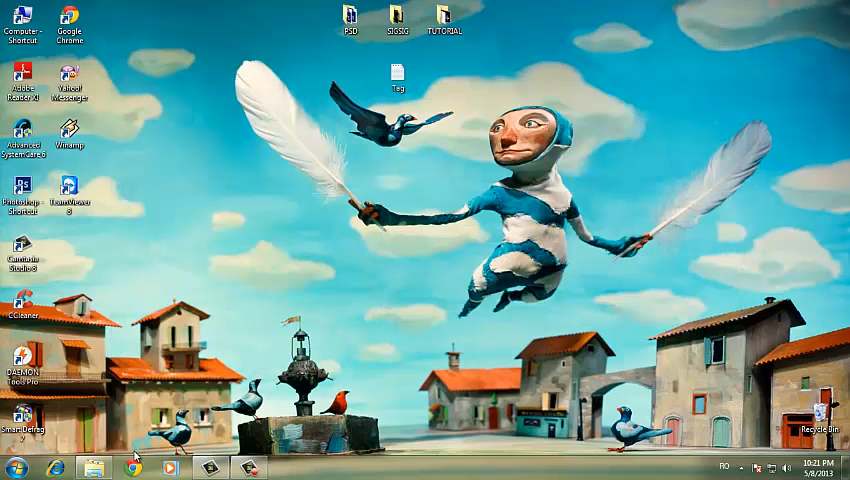 Computer -
Shortcut
Google
Chrome
PSD
SIGSIG
TUTORIAL
Adobe
Reader XI
Yahoo!
Messenger
Tag
Advanced
SystemCare 6
Winamp
Photoshop -
Shortcut
TeamViewer
8
Camtasia
Studio 8
CCleaner
DAEMON
Tools Pro
Smart Defrag
2
Recycle Bin
RO
10:21 PM
5/8/2013